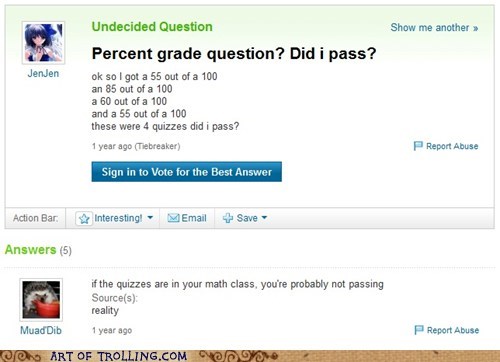 Undecided Question
Show me another »
Percent grade question? Did i pass?
JenJen
ok so I got a 55 out of a 100
an 85 out of a 100
a 60 out of a 100
and a 55 out of a 100
these were 4 quizzes did i pass?
1 year ago (Tiebreaker)
Report Abuse
Sign in to Vote for the Best Answer
Action Bar: Interesting! Email Save
Answers (5)
if the quizzes are in your math class, you're probably not passing
Source(s):
reality
Muad'Dib
1 year ago
Report Abuse
ART OF TROLLING.COM